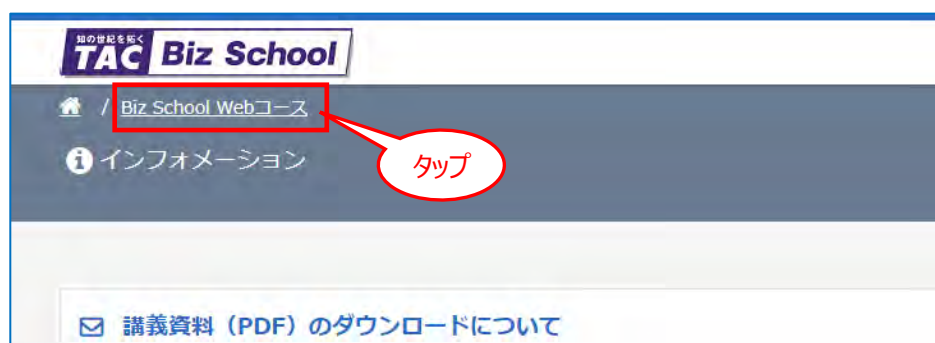 知の世紀を拓く
TAC Biz School
/ Biz School Webコース
インフォメーション
タップ
講義資料（PDF）のダウンロードについて